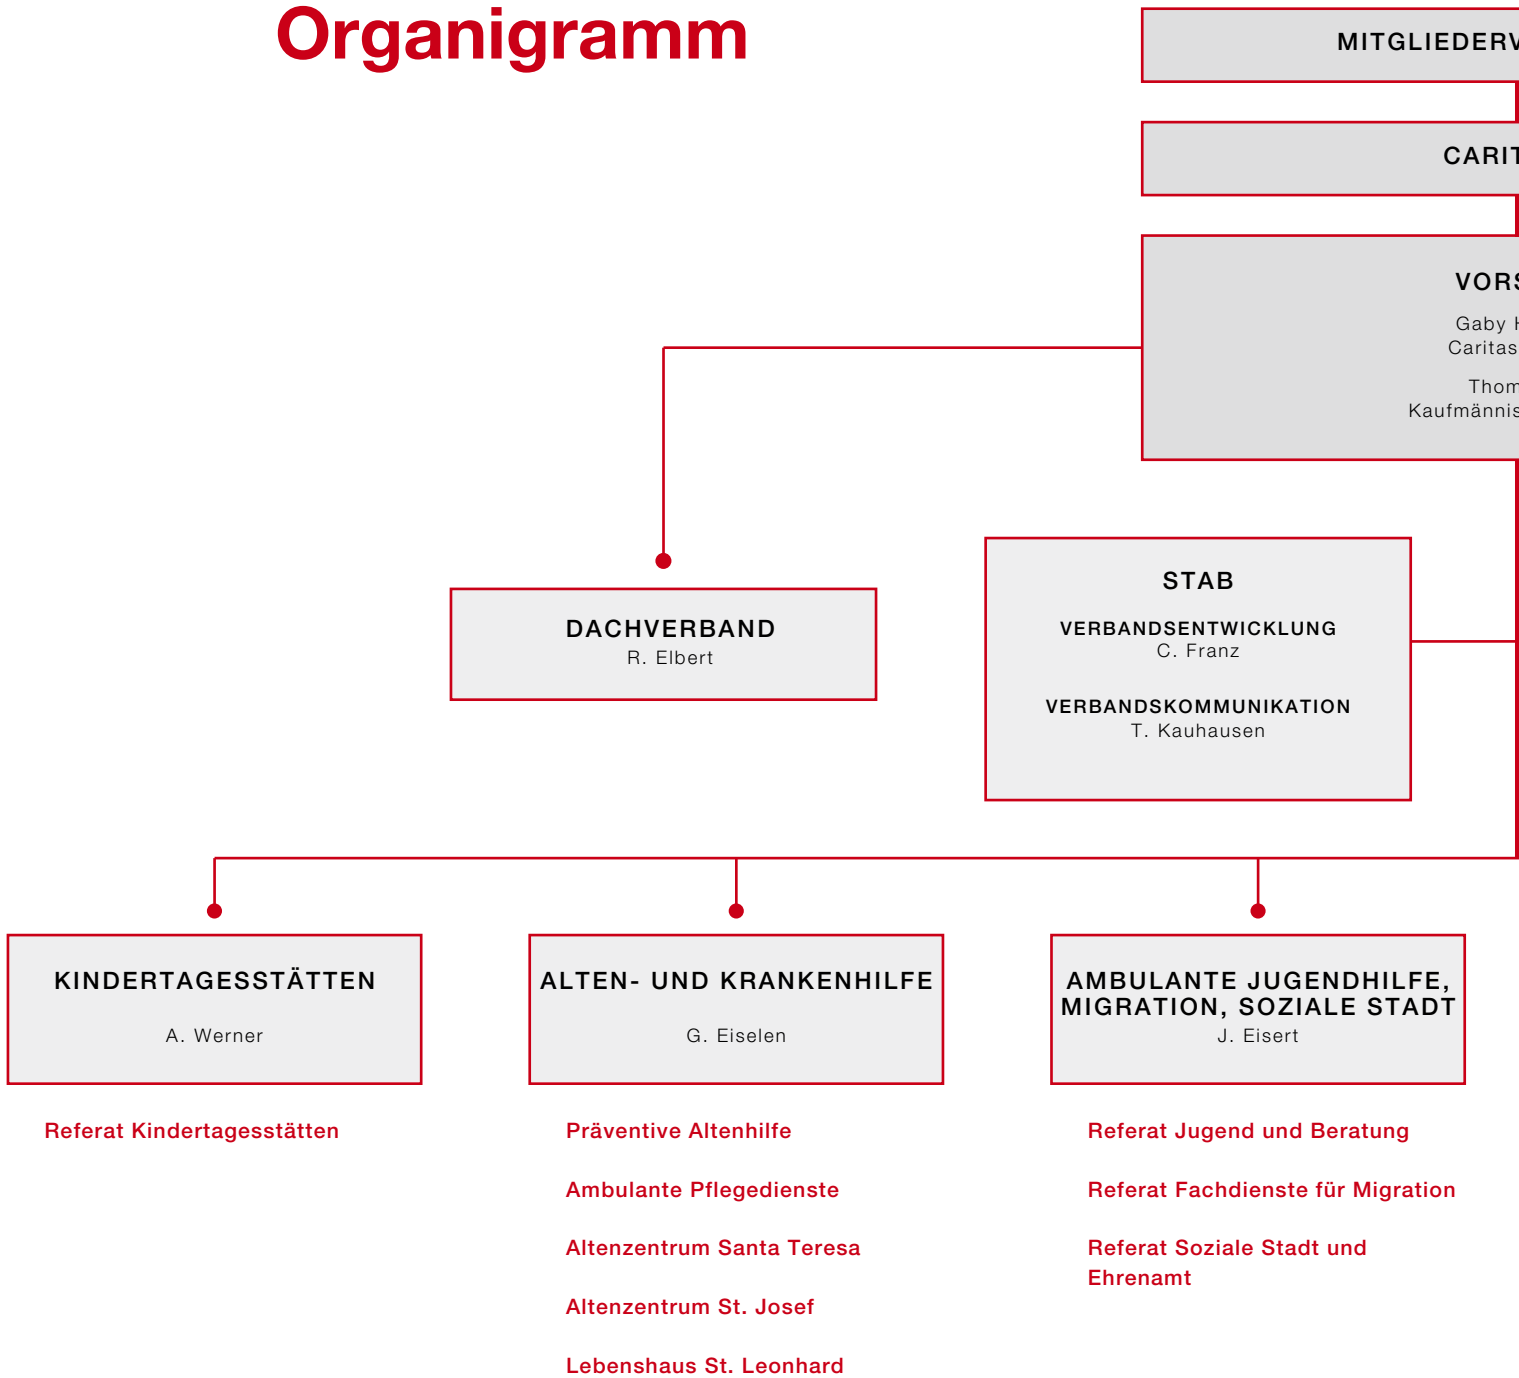 Organigramm
MITGLIEDERV
CARIT
VORS
Gaby H
Caritas
Thom
Kaufmännis
DACHVERBAND
R. Elbert
STAB
VERBANDSENTWICKLUNG
C. Franz
VERBANDSKOMMUNIKATION
T. Kauhausen
KINDERTAGESSTÄTTEN
A. Werner
Referat Kindertagesstätten
ALTEN- UND KRANKENHILFE
G. Eiselen
Präventive Altenhilfe
Ambulante Pflegedienste
Altenzentrum Santa Teresa
Altenzentrum St. Josef
Lebenshaus St. Leonhard
AMBULANTE JUGENDHILFE,
MIGRATION, SOZIALE STADT
J. Eisert
Referat Jugend und Beratung
Referat Fachdienste für Migration
Referat Soziale Stadt und
Ehrenamt